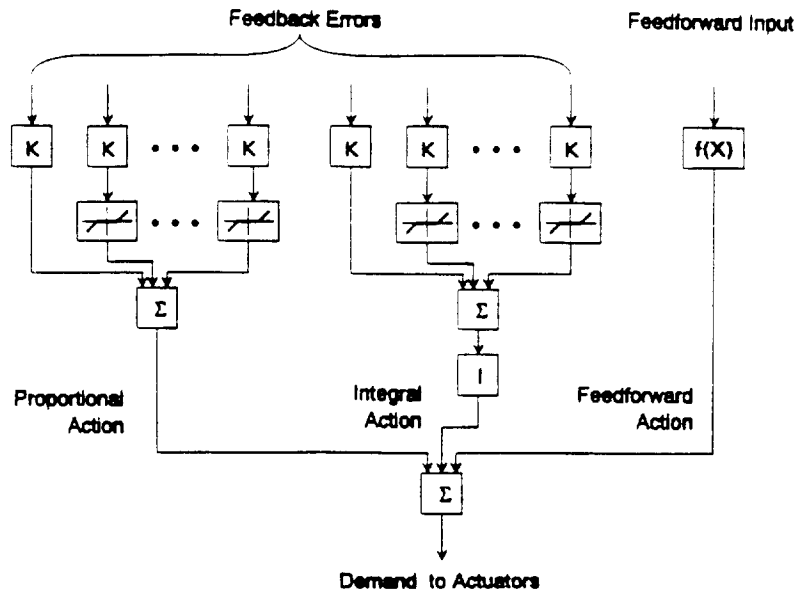 Feedback Errors
Feedforward Input
K K • • • K K K • • • K f(X)
• • • • • •
Σ Σ
I
Proportional Action
Integral Action
Feedforward Action
Σ
Demand to Actuators